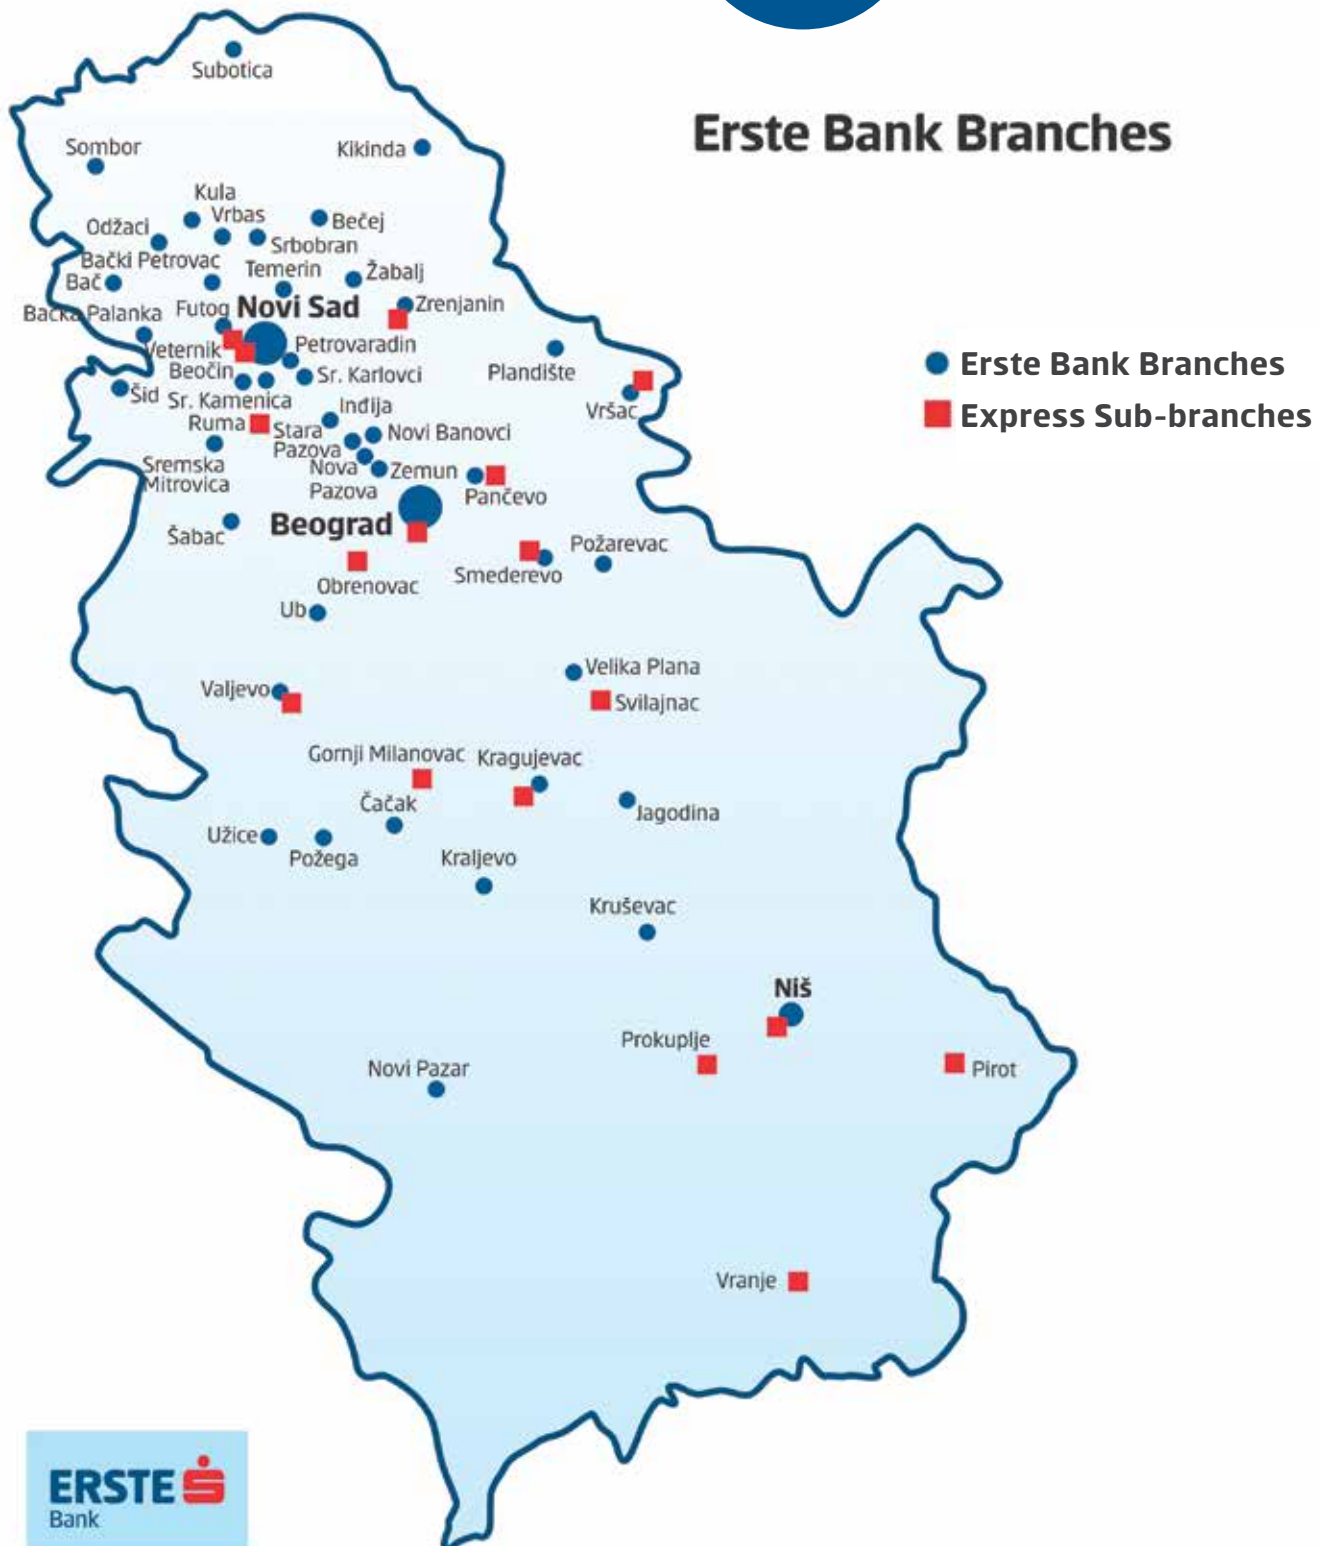 Subotica
Erste Bank Branches
Sombor
Kikinda
Kula
Vrbas
Bečej
Odžaci
Srbobran
Bački Petrovac
Temerin
Žabalj
Bač
Backa Palanka
Futog
Novi Sad
Zrenjanin
Veternik
Petrovaradin
Beočin
Sr. Karlovci
Plandište
Erste Bank Branches
Šid
Sr. Kamenica
Vršac
Express Sub-branches
Ruma
Inđija
Stara
Pazova
Novi Banovci
Sremska
Mitrovica
Nova
Pazova
Zemun
Pančevo
Šabac
Beograd
Požarevac
Smederevo
Obrenovac
Ub
Velika Plana
Valjevo
Svilajnac
Gornji Milanovac
Kragujevac
Čačak
Jagodina
Užice
Požega
Kraljevo
Kruševac
Niš
Prokuplje
Novi Pazar
Pirot
Vranje
ERSTE
Bank